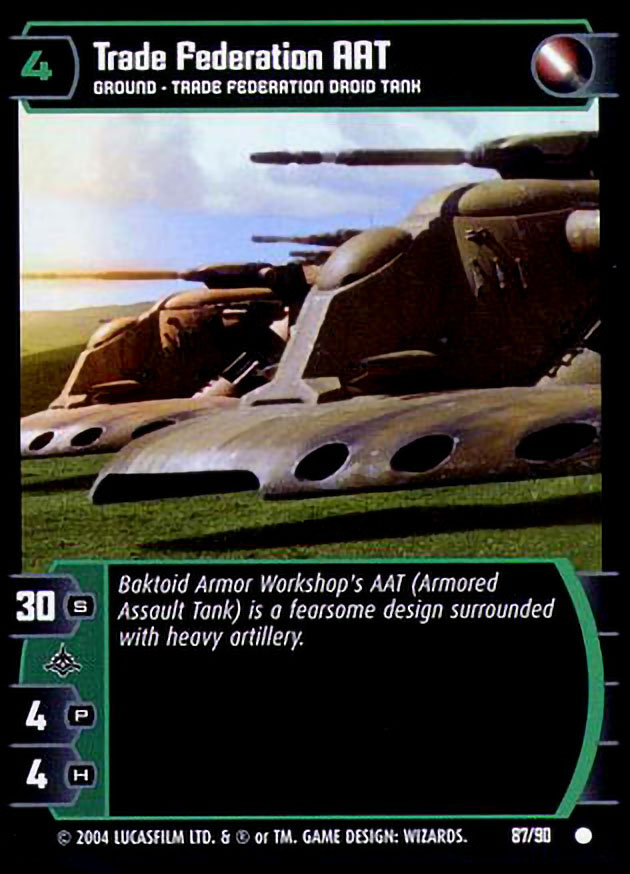 4
Trade Federation AAT
GROUND - TRADE FEDERATION DROID TANK
Baktoid Armor Workshop's AAT (Armored
Assault Tank) is a fearsome design surrounded
with heavy artillery.
30 S
4 P
4 H
© 2004 LUCASFILM LTD. & ® or TM. GAME DESIGN: WIZARDS. 87/90